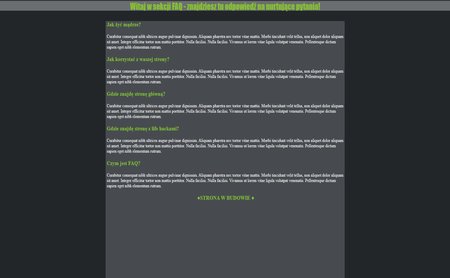 Witaj w sekcji FAQ - znajdziesz tu odpowiedź na nurtujące pytania!
Jak żyć mądrze?
Curabitur consequat nibh ultrices augue pulvinar dignissim. Aliquam pharetra nec tortor vitae mattis. Morbi tincidunt velit tellus, non aliquet dolor aliquam
sit amet. Integer efficitur tortor non mattis porttitor. Nulla facilisi. Nulla facilisi. Vivamus ut lorem vitae ligula volutpat venenatis. Pellentesque dictum
sapien eget nibh elementum rutrum.
Jak korzystać z waszej strony?
Curabitur consequat nibh ultrices augue pulvinar dignissim. Aliquam pharetra nec tortor vitae mattis. Morbi tincidunt velit tellus, non aliquet dolor aliquam
sit amet. Integer efficitur tortor non mattis porttitor. Nulla facilisi. Nulla facilisi. Vivamus ut lorem vitae ligula volutpat venenatis. Pellentesque dictum
sapien eget nibh elementum rutrum.
Gdzie znajdę stronę główną?
Curabitur consequat nibh ultrices augue pulvinar dignissim. Aliquam pharetra nec tortor vitae mattis. Morbi tincidunt velit tellus, non aliquet dolor aliquam
sit amet. Integer efficitur tortor non mattis porttitor. Nulla facilisi. Nulla facilisi. Vivamus ut lorem vitae ligula volutpat venenatis. Pellentesque dictum
sapien eget nibh elementum rutrum.
Gdzie znajdę stronę z life hackami?
Curabitur consequat nibh ultrices augue pulvinar dignissim. Aliquam pharetra nec tortor vitae mattis. Morbi tincidunt velit tellus, non aliquet dolor aliquam
sit amet. Integer efficitur tortor non mattis porttitor. Nulla facilisi. Nulla facilisi. Vivamus ut lorem vitae ligula volutpat venenatis. Pellentesque dictum
sapien eget nibh elementum rutrum.
Czym jest FAQ?
Curabitur consequat nibh ultrices augue pulvinar dignissim. Aliquam pharetra nec tortor vitae mattis. Morbi tincidunt velit tellus, non aliquet dolor aliquam
sit amet. Integer efficitur tortor non mattis porttitor. Nulla facilisi. Nulla facilisi. Vivamus ut lorem vitae ligula volutpat venenatis. Pellentesque dictum
sapien eget nibh elementum rutrum.
♦STRONA W BUDOWIE ♦